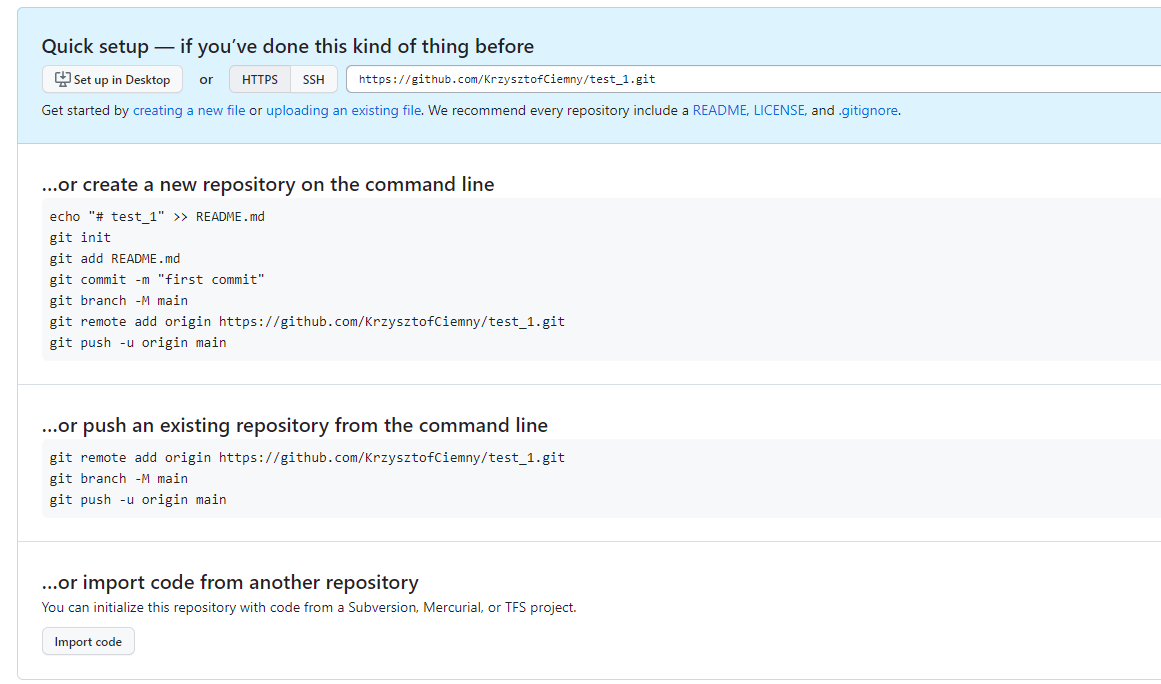 Quick setup — if you’ve done this kind of thing before
Set up in Desktop or HTTPS SSH https://github.com/KrzysztofCiemny/test_1.git
Get started by creating a new file or uploading an existing file. We recommend every repository include a README, LICENSE, and .gitignore.
…or create a new repository on the command line
echo "# test_1" >> README.md
git init
git add README.md
git commit -m "first commit"
git branch -M main
git remote add origin https://github.com/KrzysztofCiemny/test_1.git
git push -u origin main
…or push an existing repository from the command line
git remote add origin https://github.com/KrzysztofCiemny/test_1.git
git branch -M main
git push -u origin main
…or import code from another repository
You can initialize this repository with code from a Subversion, Mercurial, or TFS project.
Import code